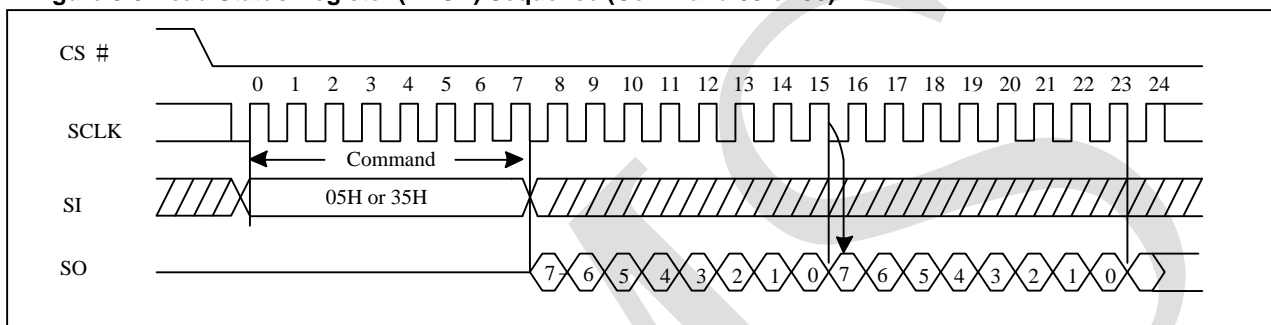 CS #
0 1 2 3 4 5 6 7 8 9 10 11 12 13 14 15 16 17 18 19 20 21 22 23 24
SCLK
Command
SI
05H or 35H
SO
7 6 5 4 3 2 1 0 7 6 5 4 3 2 1 0